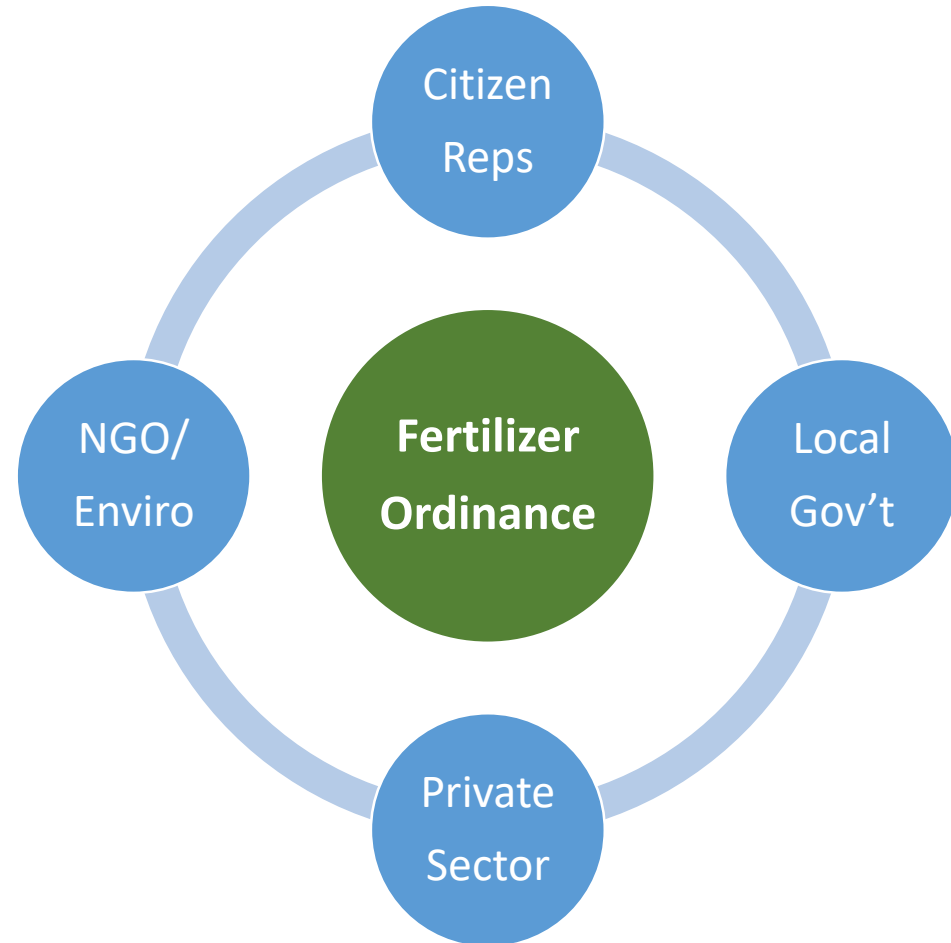 Citizen
Reps
NGO/
Enviro
Fertilizer
Ordinance
Local
Gov’t
Private
Sector